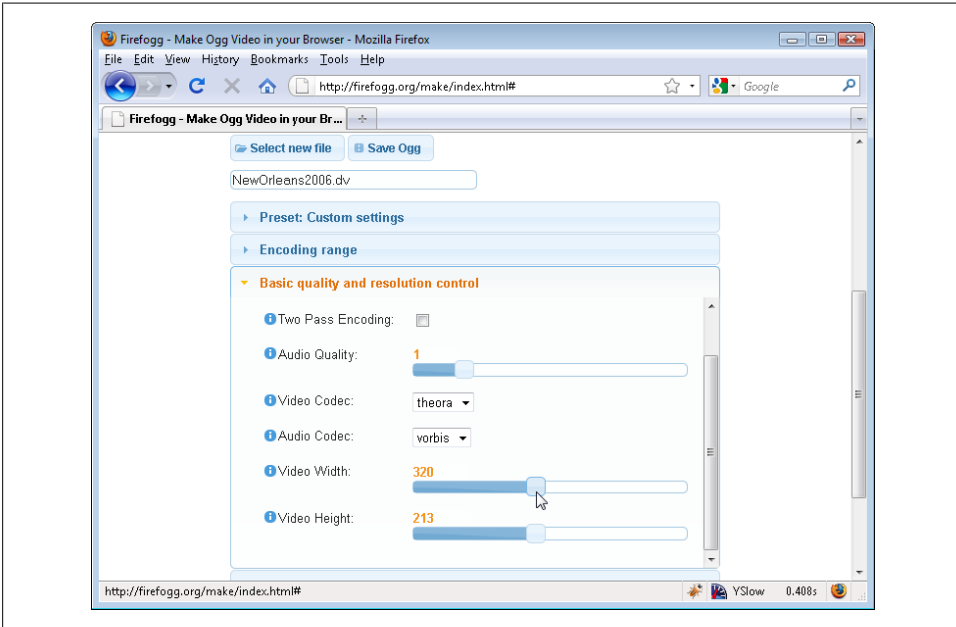 Firefogg - Make Ogg Video in your Browser - Mozilla Firefox
File Edit View History Bookmarks Tools Help
http://firefogg.org/make/index.html#
Google
Firefogg - Make Ogg Video in your Br...
Select new file Save Ogg
NewOrleans2006.dv
Preset: Custom settings
Encoding range
Basic quality and resolution control
Two Pass Encoding:
Audio Quality: 1
Video Codec: theora
Audio Codec: vorbis
Video Width: 320
Video Height: 213
http://firefogg.org/make/index.html# YSlow 0.408s